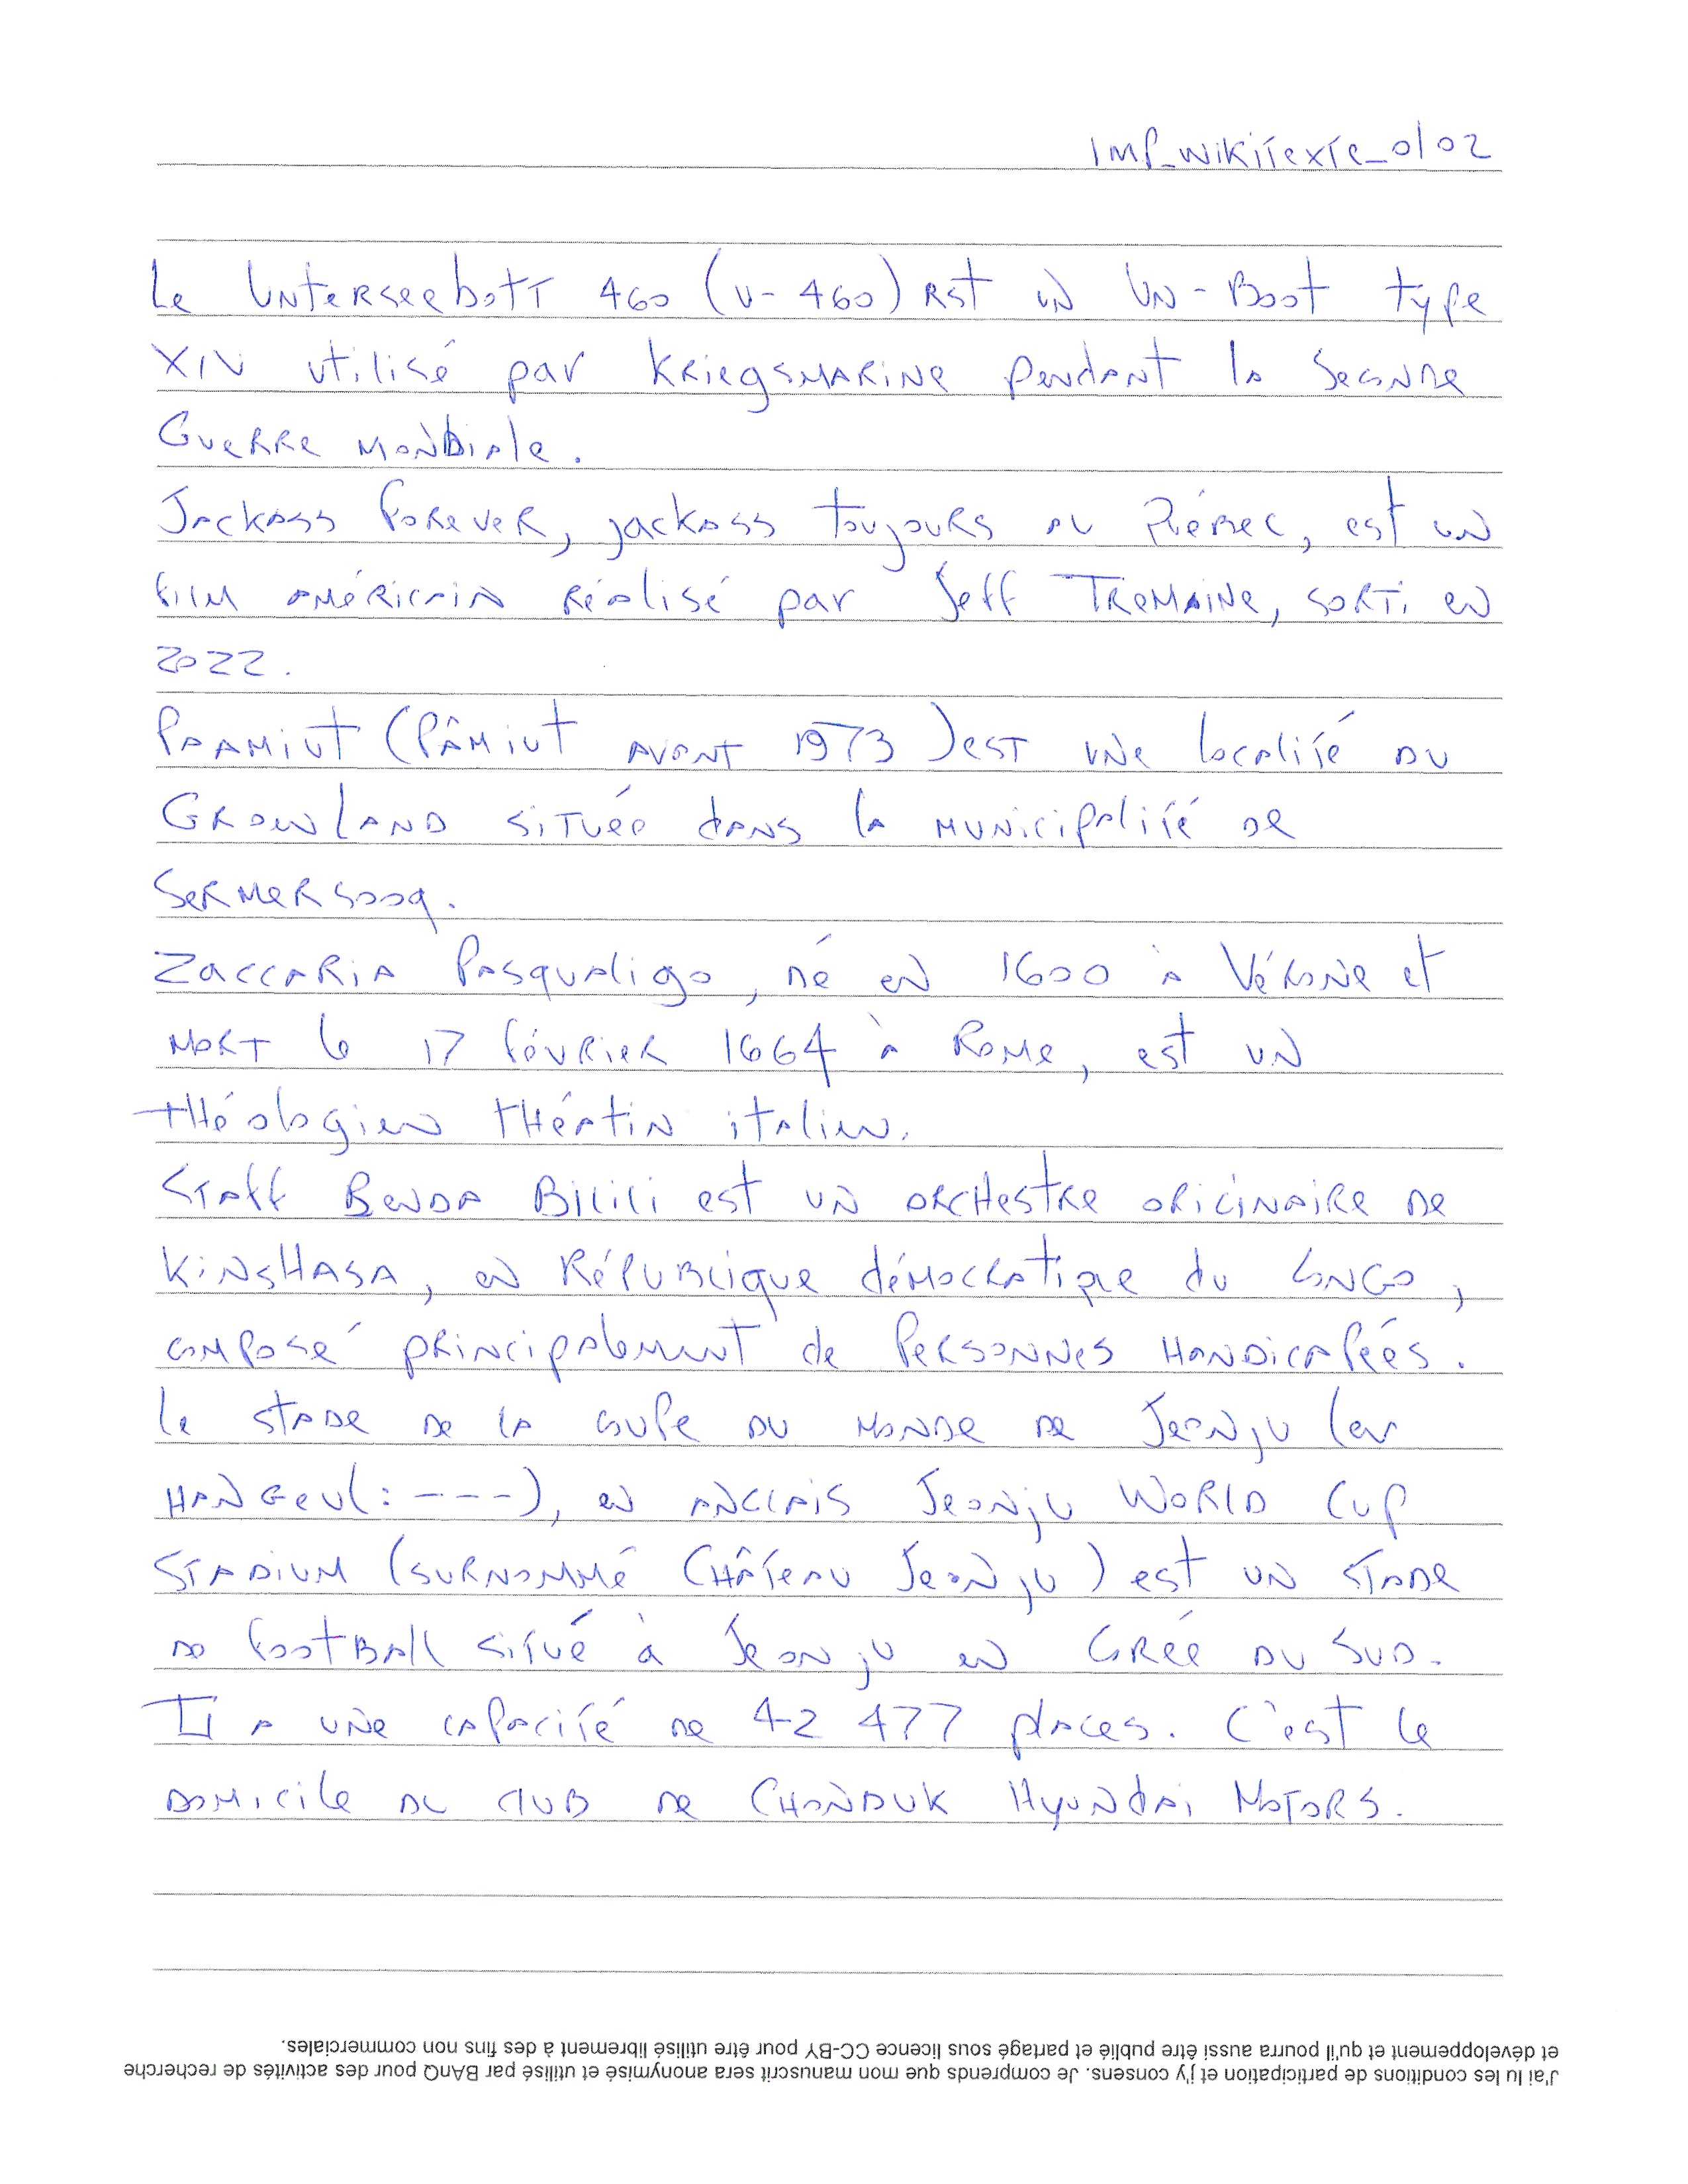 Imp_wikitexte_0102
Le Unterseebott 460 (U-460) est un Un-Boot type
XIV utilisé par Kriegsmarine pendant la Seconde
Guerre Mondiale.
Jackass Forever, jackass toujours au Québec, est un
film américain réalisé par Jeff Tremaine, sorti en
2022.
Paamiut (Pâmiut avant 1973) est une localité du
Growland située dans la municipalité de
Sermersooq.
Zaccaria Pasqualigo, né en 1600 à Vérone et
mort le 17 février 1664 à Rome, est un
théologien théatin italien.
Staff Benda Bilili est un orchestre originaire de
Kinshasa, en République démocratique du Congo,
composé principalement de personnes handicapées.
Le stade de la coupe du monde de Jeonju (en
hangeul : ---), en anglais Jeonju World Cup
Stadium (surnommé Château Jeonju) est un stade
de football situé à Jeonju en Corée du Sud.
Il a une capacité de 42 477 places. C'est le
domicile du club de Chonbuk Hyundai Motors.
J'ai lu les conditions de participation et j'y consens. Je comprends que mon manuscrit sera anonymisé et utilisé par BAnQ pour des activités de recherche
et développement et qu'il pourra aussi être publié et partagé sous licence CC-BY pour être utilisé librement à des fins non commerciales.